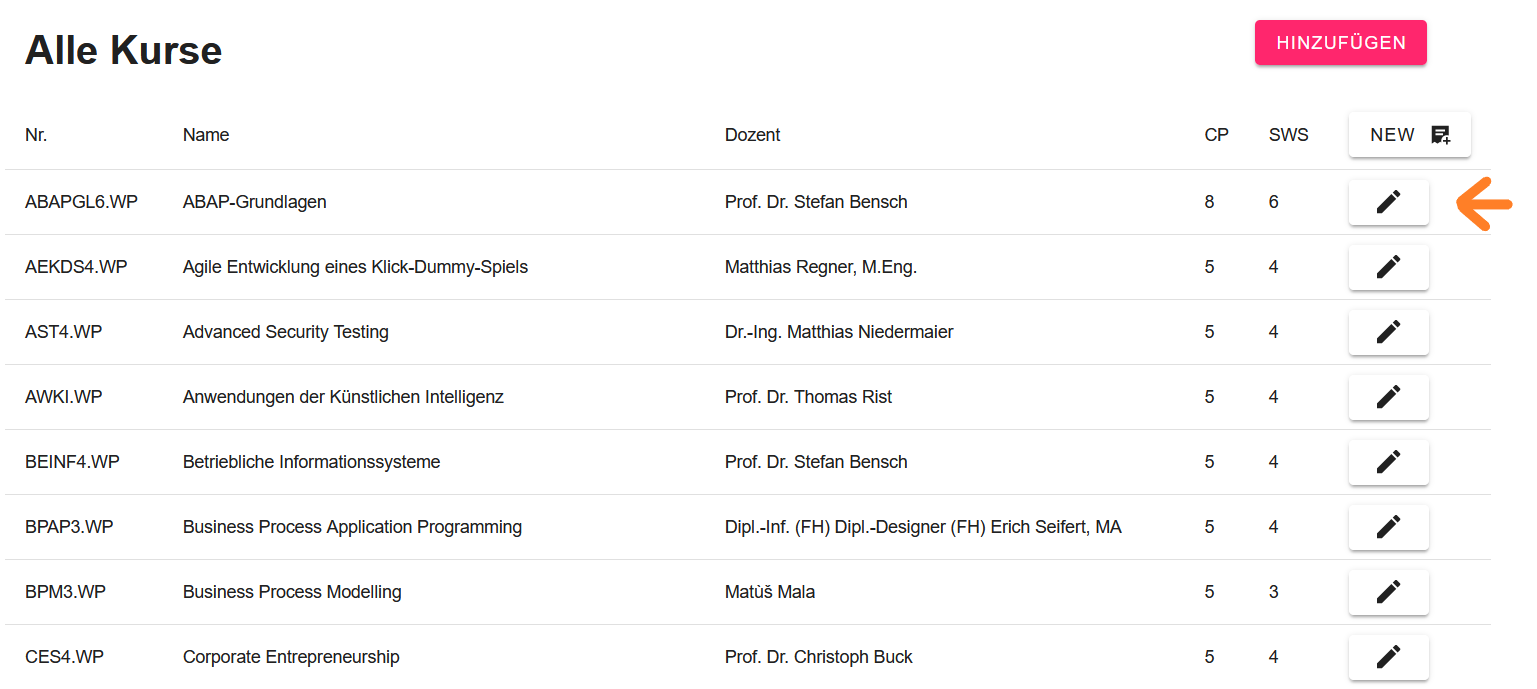 Alle Kurse
HINZUFÜGEN
Nr. Name Dozent CP SWS NEW
ABAPGL6.WP ABAP-Grundlagen Prof. Dr. Stefan Bensch 8 6
AEKDS4.WP Agile Entwicklung eines Klick-Dummy-Spiels Matthias Regner, M.Eng. 5 4
AST4.WP Advanced Security Testing Dr.-Ing. Matthias Niedermaier 5 4
AWKI.WP Anwendungen der Künstlichen Intelligenz Prof. Dr. Thomas Rist 5 4
BEINF4.WP Betriebliche Informationssysteme Prof. Dr. Stefan Bensch 5 4
BPAP3.WP Business Process Application Programming Dipl.-Inf. (FH) Dipl.-Designer (FH) Erich Seifert, MA 5 4
BPM3.WP Business Process Modelling Matùš Mala 5 3
CES4.WP Corporate Entrepreneurship Prof. Dr. Christoph Buck 5 4